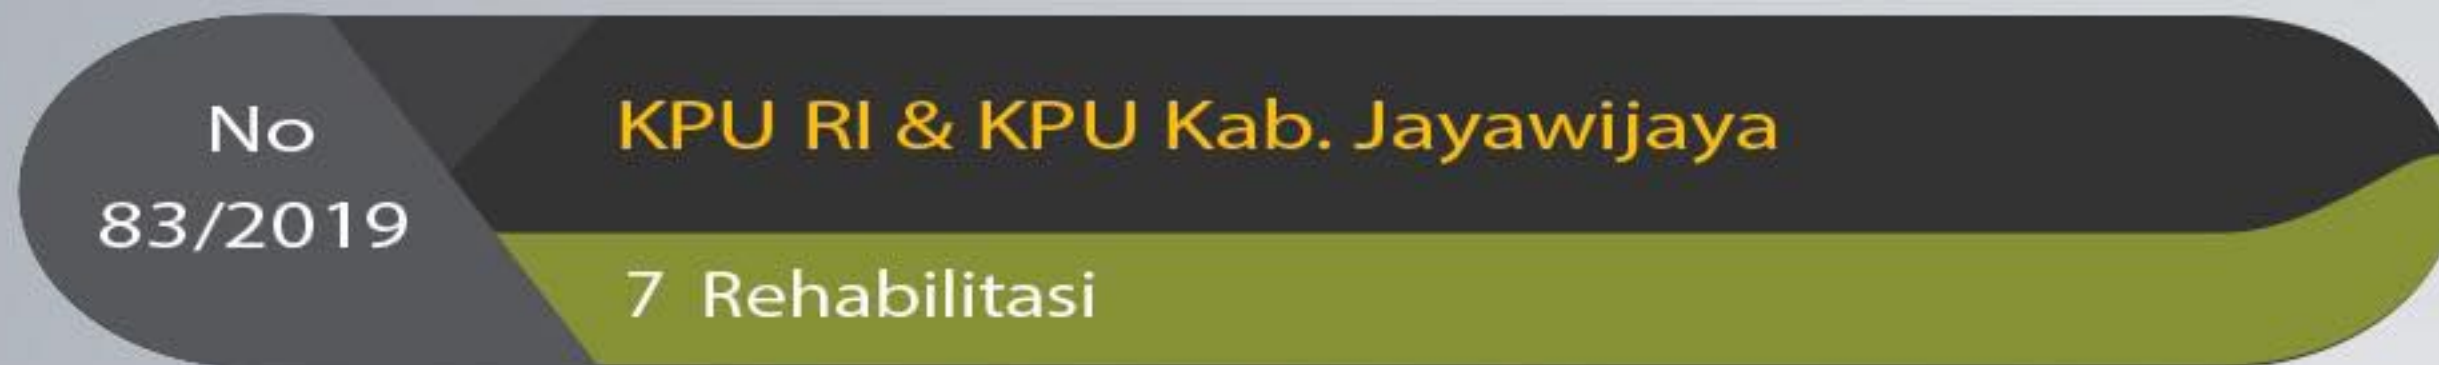 No
83/2019
KPU RI & KPU Kab. Jayawijaya
7 Rehabilitasi